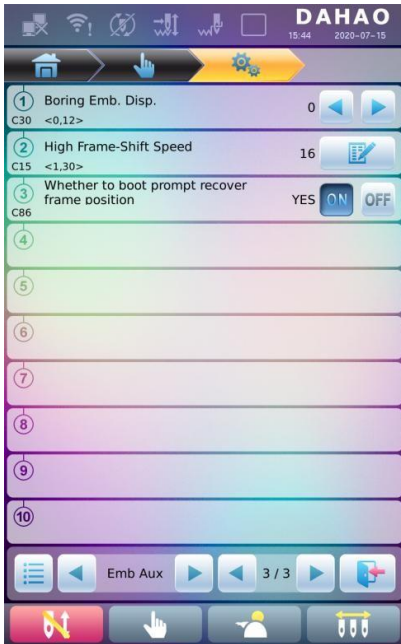 DAHAO
15:44 2020-07-15
1 Boring Emb. Disp. 0
C30 <0,12>
2 High Frame-Shift Speed 16
C15 <1,30>
3 Whether to boot prompt recover
frame position YES ON OFF
C86
4
5
6
7
8
9
10
Emb Aux 3 / 3